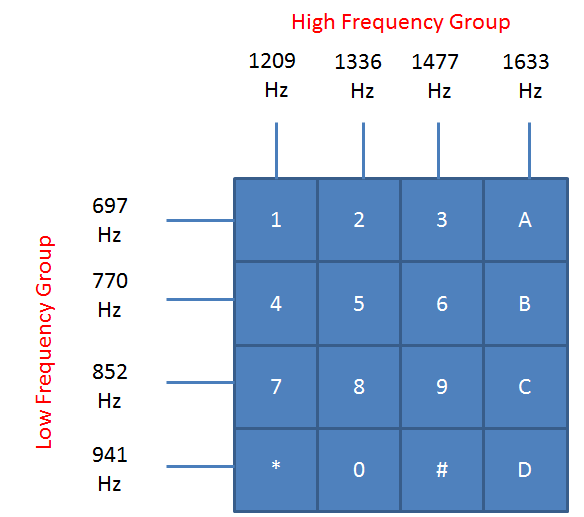 High Frequency Group
1209 1336 1477 1633
Hz Hz Hz Hz
Low Frequency Group
697
Hz
1 2 3 A
770
Hz
4 5 6 B
852
Hz
7 8 9 C
941
Hz
* 0 # D